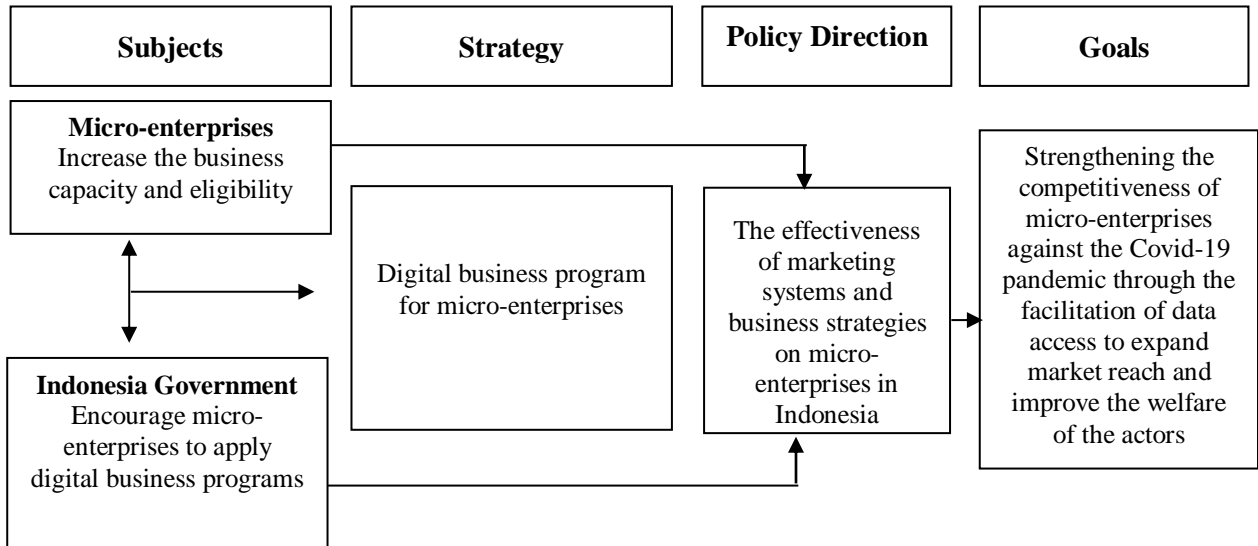 Subjects
Strategy
Policy Direction
Goals
Micro-enterprises
Increase the business
capacity and eligibility
Indonesia Government
Encourage micro-
enterprises to apply
digital business programs
Digital business program
for micro-enterprises
The effectiveness
of marketing
systems and
business strategies
on micro-
enterprises in
Indonesia
Strengthening the
competitiveness of
micro-enterprises
against the Covid-19
pandemic through the
facilitation of data
access to expand
market reach and
improve the welfare
of the actors